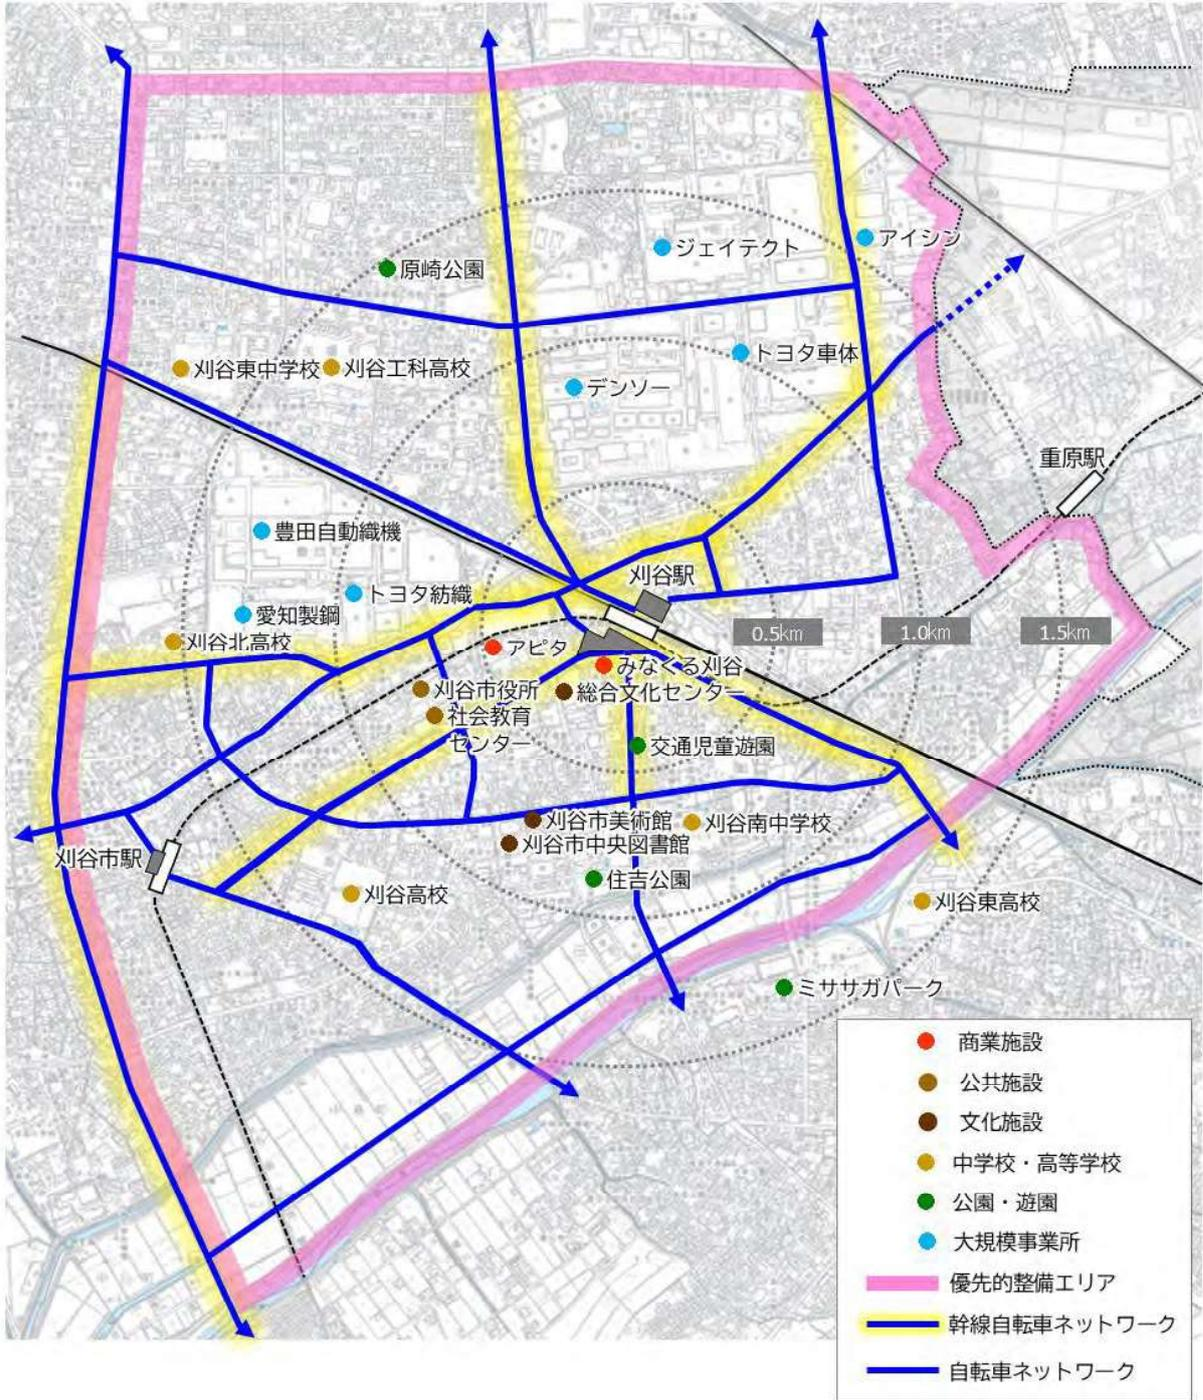 ジェイテクト
アイシン
原崎公園
トヨタ車体
刈谷東中学校
刈谷工科高校
デンソー
重原駅
豊田自動織機
トヨタ紡織
刈谷駅
愛知製鋼
0.5km
1.0km
1.5km
刈谷北高校
アピタ
みなくる刈谷
刈谷市役所
総合文化センター
社会教育
センター
交通児童遊園
刈谷市美術館
刈谷南中学校
刈谷市中央図書館
刈谷市駅
住吉公園
刈谷高校
刈谷東高校
ミササガパーク
商業施設
公共施設
文化施設
中学校・高等学校
公園・遊園
大規模事業所
優先的整備エリア
幹線自転車ネットワーク
自転車ネットワーク